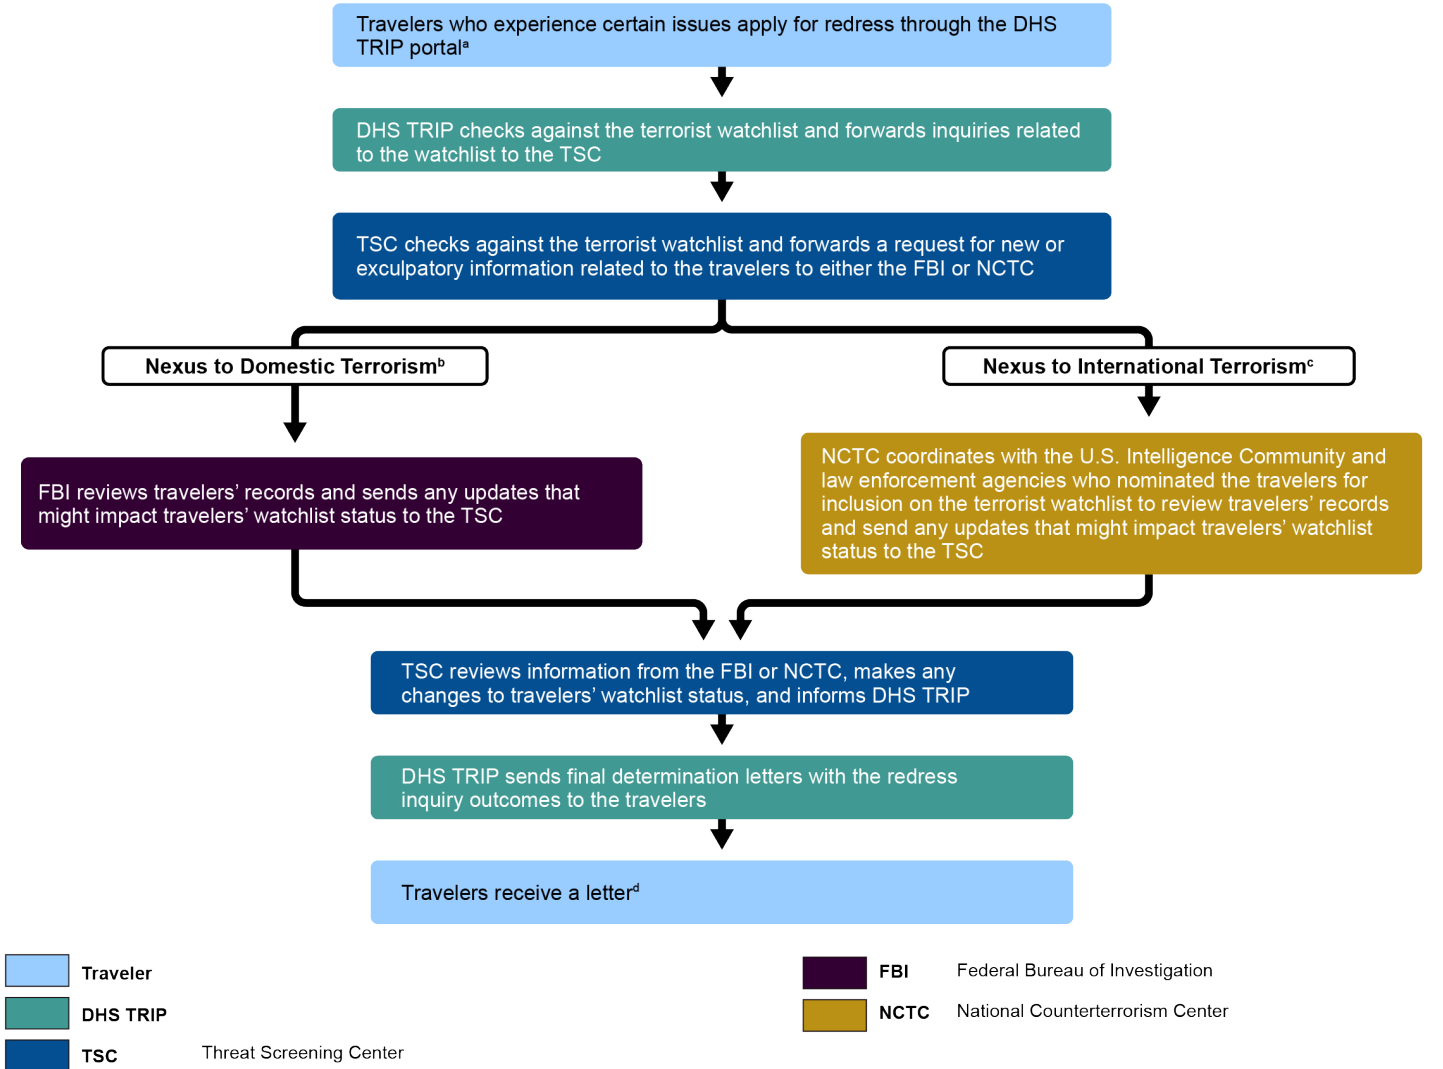 Travelers who experience certain issues apply for redress through the DHS
TRIP portalᵃ
DHS TRIP checks against the terrorist watchlist and forwards inquiries related
to the watchlist to the TSC
TSC checks against the terrorist watchlist and forwards a request for new or
exculpatory information related to the travelers to either the FBI or NCTC
Nexus to Domestic Terrorismᵇ
Nexus to International Terrorismᶜ
FBI reviews travelers’ records and sends any updates that
might impact travelers’ watchlist status to the TSC
NCTC coordinates with the U.S. Intelligence Community and
law enforcement agencies who nominated the travelers for
inclusion on the terrorist watchlist to review travelers’ records
and send any updates that might impact travelers’ watchlist
status to the TSC
TSC reviews information from the FBI or NCTC, makes any
changes to travelers’ watchlist status, and informs DHS TRIP
DHS TRIP sends final determination letters with the redress
inquiry outcomes to the travelers
Travelers receive a letterᵈ
Traveler
DHS TRIP
TSC Threat Screening Center
FBI Federal Bureau of Investigation
NCTC National Counterterrorism Center